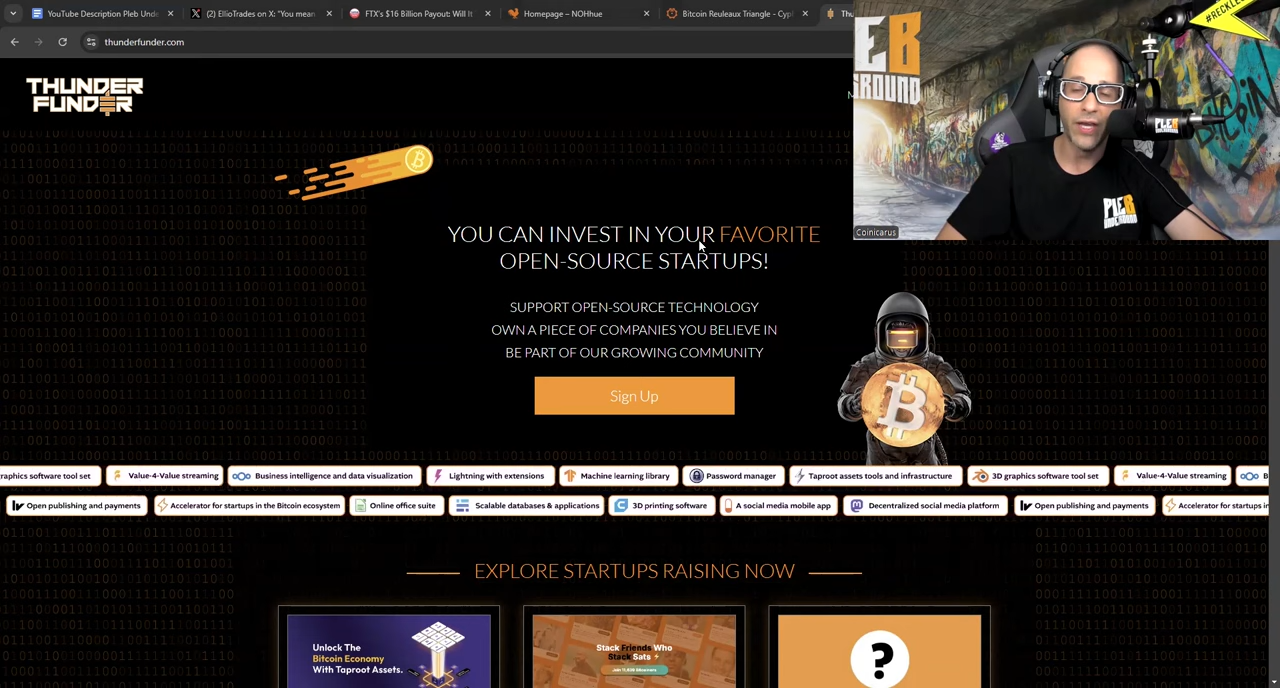 YouTube Description Pleb Unde
(2) EllioTrades on X: "You mean
FTX's $16 Billion Payout: Will It
Homepage – NOHhue
Bitcoin Reuleaux Triangle - Cyp
Thu
thunderfunder.com
THUNDER
FUNDER
YOU CAN INVEST IN YOUR FAVORITE
OPEN-SOURCE STARTUPS!
SUPPORT OPEN-SOURCE TECHNOLOGY
OWN A PIECE OF COMPANIES YOU BELIEVE IN
BE PART OF OUR GROWING COMMUNITY
Sign Up
PLEB
UNDERGROUND
Coinicarus
graphics software tool set
Value-4-Value streaming
Business intelligence and data visualization
Lightning with extensions
Machine learning library
Password manager
Taproot assets tools and infrastructure
3D graphics software tool set
Value-4-Value streaming
B
Open publishing and payments
Accelerator for startups in the Bitcoin ecosystem
Online office suite
Scalable databases & applications
3D printing software
A social media mobile app
Decentralized social media platform
Open publishing and payments
Accelerator for startups in
EXPLORE STARTUPS RAISING NOW
Unlock The
Bitcoin Economy
With Taproot Assets.
Stack Friends Who
Stack Sats
?